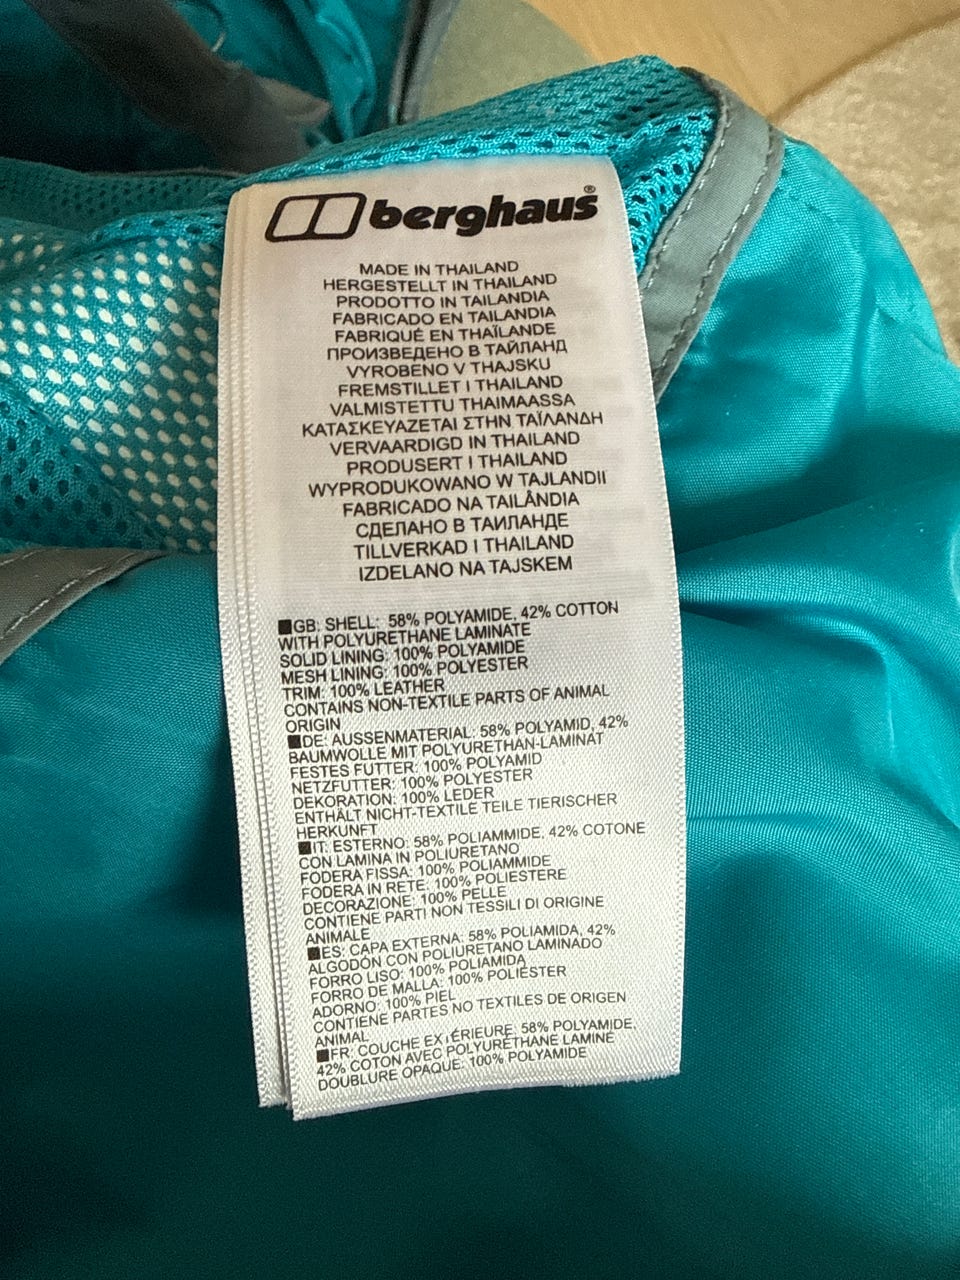 berghaus®
MADE IN THAILAND
HERGESTELLT IN THAILAND
PRODOTTO IN TAILANDIA
FABRICADO EN TAILANDIA
FABRIQUÉ EN THAÏLANDE
ПРОИЗВЕДЕНО В ТАЙЛАНД
VYROBENO V THAJSKU
FREMSTILLET I THAILAND
VALMISTETTU THAIMAASSA
ΚΑΤΑΣΚΕΥΑΖΕΤΑΙ ΣΤΗΝ ΤΑΪΛΑΝΔΗ
VERVAARDIGD IN THAILAND
PRODUSERT I THAILAND
WYPRODUKOWANO W TAJLANDII
FABRICADO NA TAILÂNDIA
СДЕЛАНО В ТАИЛАНДЕ
TILLVERKAD I THAILAND
IZDELANO NA TAJSKEM
■GB: SHELL: 58% POLYAMIDE, 42% COTTON
WITH POLYURETHANE LAMINATE
SOLID LINING: 100% POLYAMIDE
MESH LINING: 100% POLYESTER
TRIM: 100% LEATHER
CONTAINS NON-TEXTILE PARTS OF ANIMAL
ORIGIN
■DE: AUSSENMATERIAL: 58% POLYAMID, 42%
BAUMWOLLE MIT POLYURETHAN-LAMINAT
FESTES FUTTER: 100% POLYAMID
NETZFUTTER: 100% POLYESTER
DEKORATION: 100% LEDER
ENTHÄLT NICHT-TEXTILE TEILE TIERISCHER
HERKUNFT
■IT: ESTERNO: 58% POLIAMMIDE, 42% COTONE
CON LAMINA IN POLIURETANO
FODERA FISSA: 100% POLIAMMIDE
FODERA IN RETE: 100% POLIESTERE
DECORAZIONE: 100% PELLE
CONTIENE PARTI NON TESSILI DI ORIGINE
ANIMALE
■ES: CAPA EXTERNA: 58% POLIAMIDA, 42%
ALGODÓN CON POLIURETANO LAMINADO
FORRO LISO: 100% POLIAMIDA
FORRO DE MALLA: 100% POLIÉSTER
ADORNO: 100% PIEL
CONTIENE PARTES NO TEXTILES DE ORIGEN
ANIMAL
■FR: COUCHE EXTÉRIEURE: 58% POLYAMIDE,
42% COTON AVEC POLYURÉTHANE LAMINÉ
DOUBLURE OPAQUE: 100% POLYAMIDE